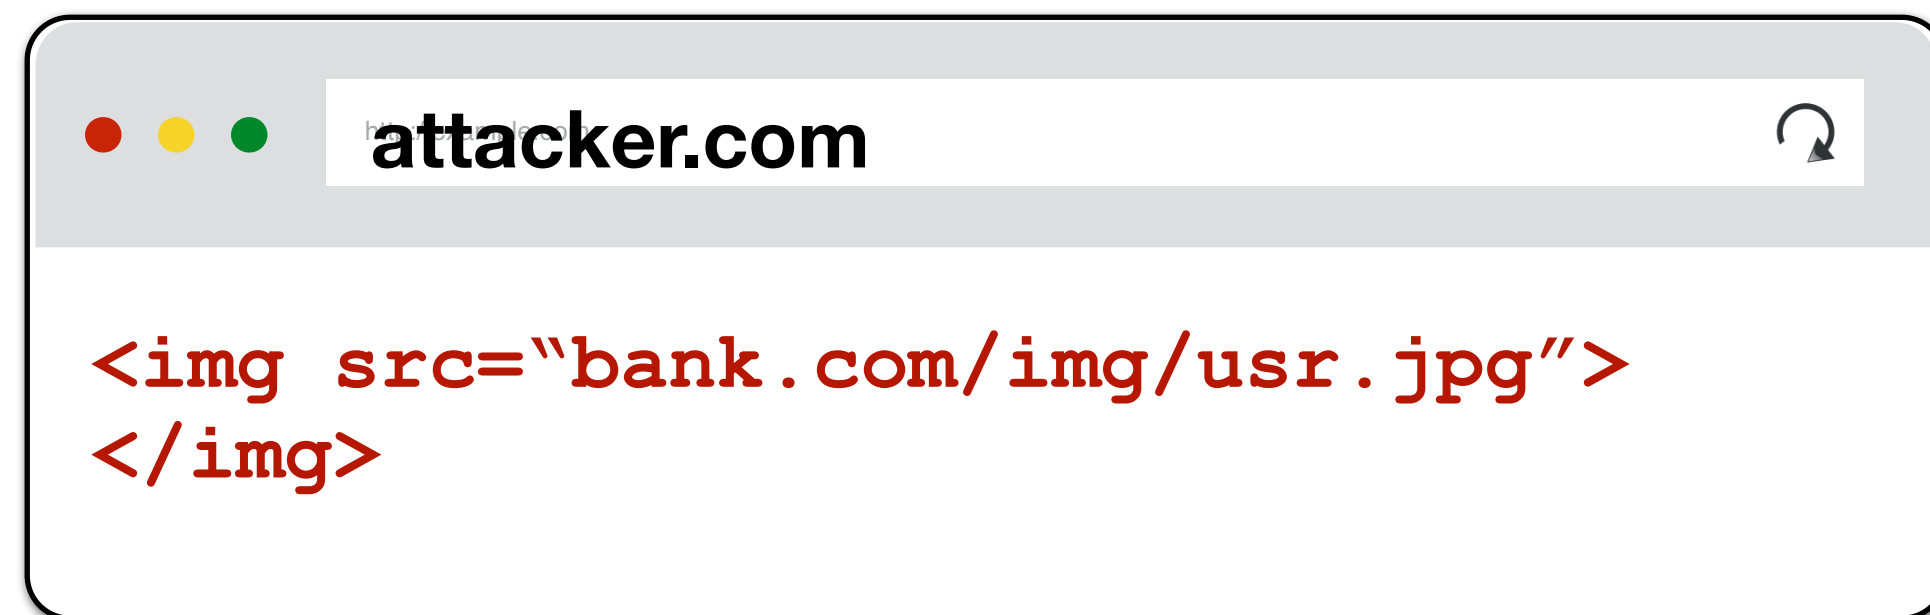 attacker.com
<img src=“bank.com/img/usr.jpg”>
</img>